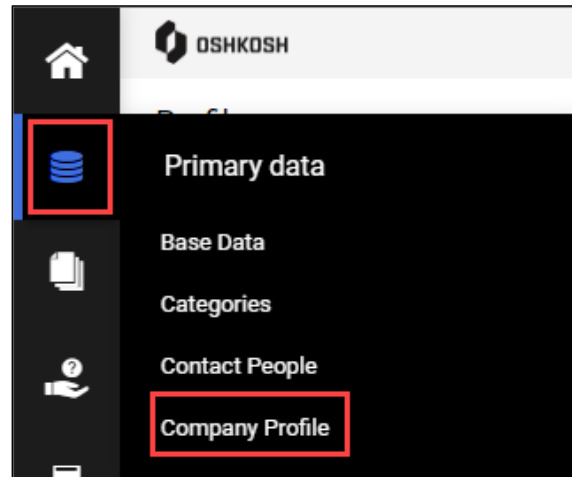 OSHKOSH
Primary data
Base Data
Categories
?
Contact People
Company Profile